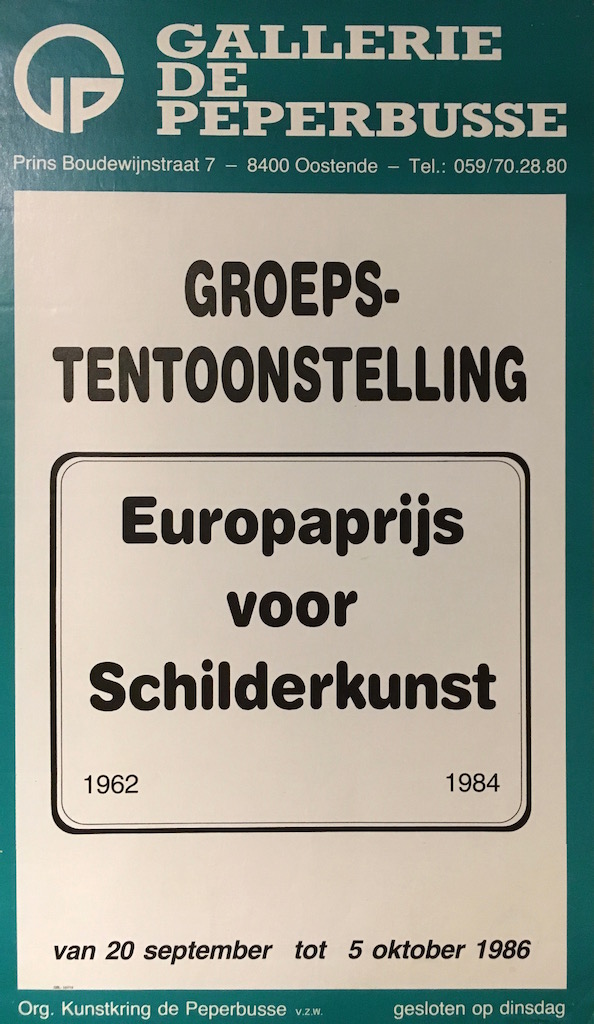 GP
GALLERIE
DE
PEPERBUSSE
Prins Boudewijnstraat 7 – 8400 Oostende – Tel.: 059/70.28.80
GROEPS-
TENTOONSTELLING
Europaprijs
voor
Schilderkunst
1962 1984
van 20 september tot 5 oktober 1986
Org. Kunstkring de Peperbusse v.z.w. gesloten op dinsdag